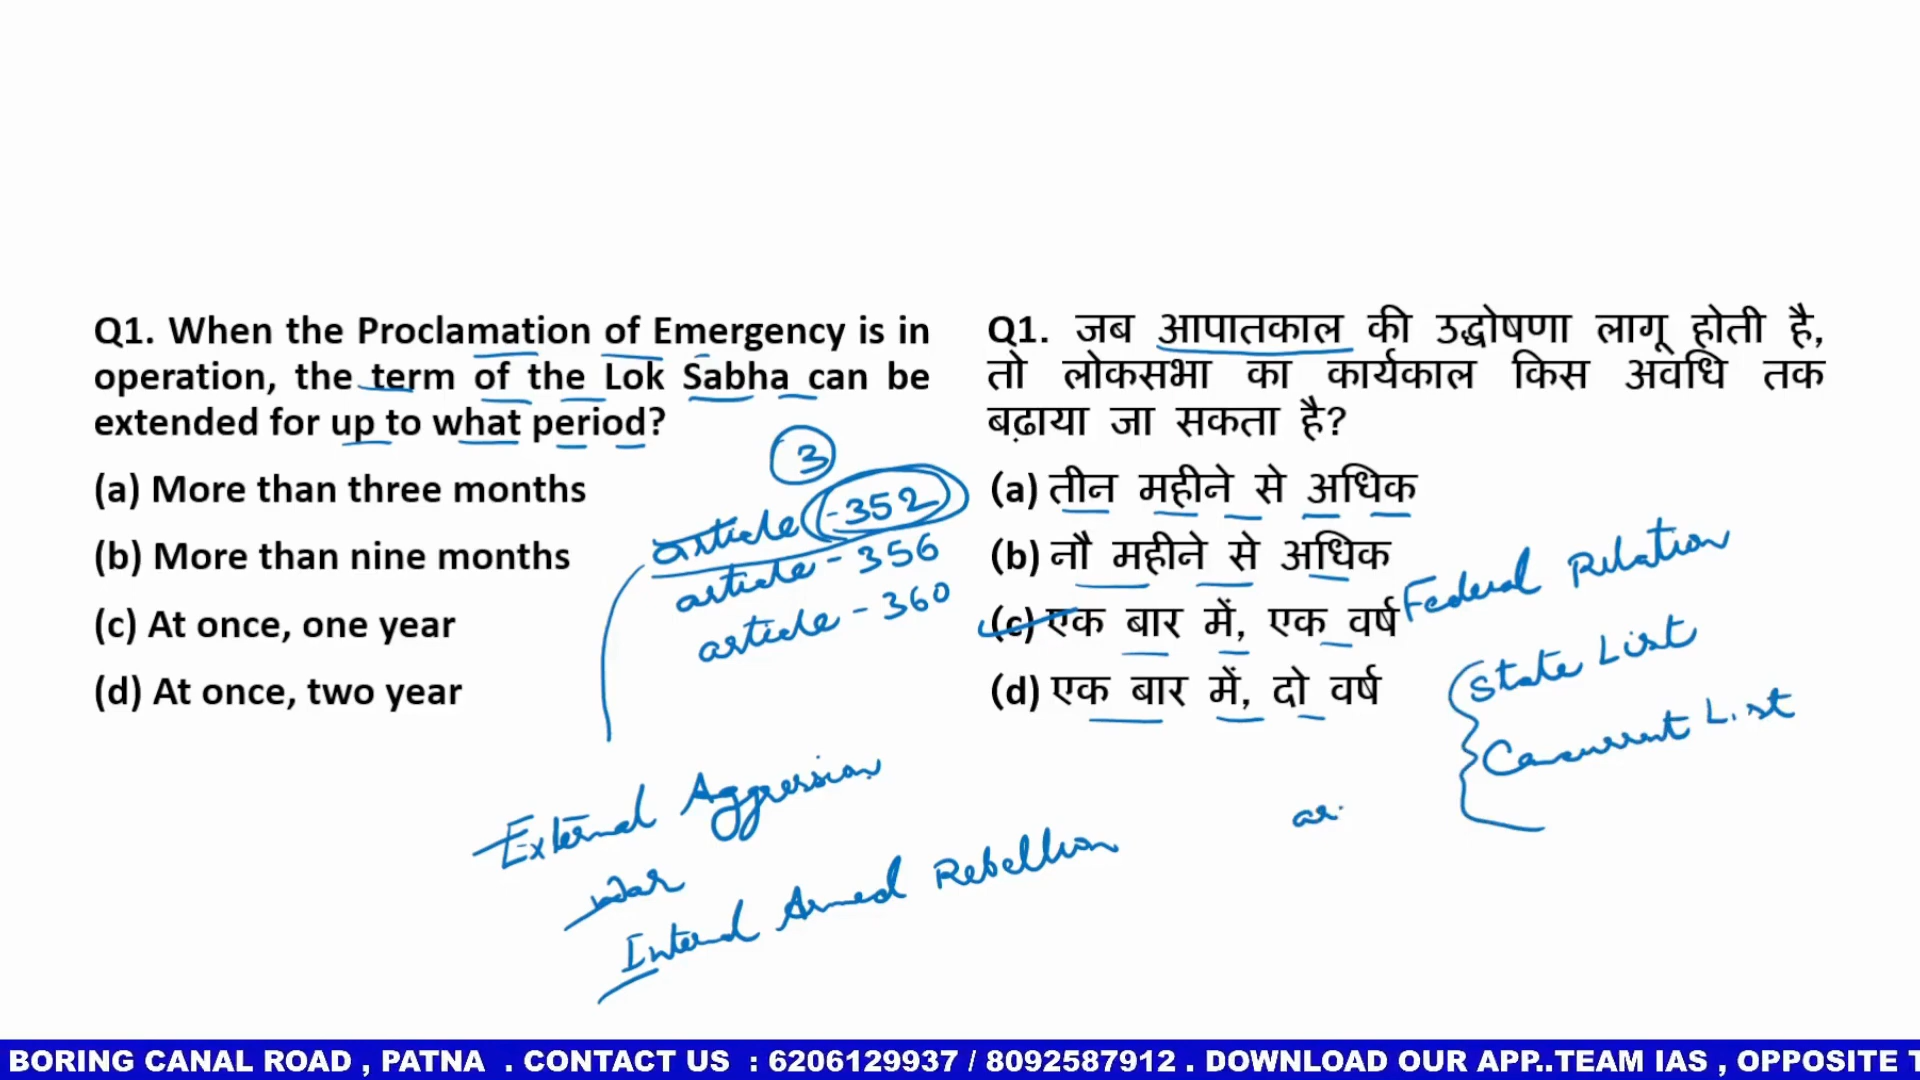 Q1. When the Proclamation of Emergency is in
operation, the term of the Lok Sabha can be
extended for up to what period?
(a) More than three months
(b) More than nine months
(c) At once, one year
(d) At once, two year
3
article - 352
article - 356
article - 360
External Aggression
war
Internal Armed Rebellion
Q1. जब आपातकाल की उद्घोषणा लागू होती है,
तो लोकसभा का कार्यकाल किस अवधि तक
बढ़ाया जा सकता है?
(a) तीन महीने से अधिक
(b) नौ महीने से अधिक
(c) एक बार में, एक वर्ष
(d) एक बार में, दो वर्ष
Federal Relation
State List
Concurrent List
ar
BORING CANAL ROAD , PATNA . CONTACT US : 6206129937 / 8092587912 . DOWNLOAD OUR APP..TEAM IAS , OPPOSITE T